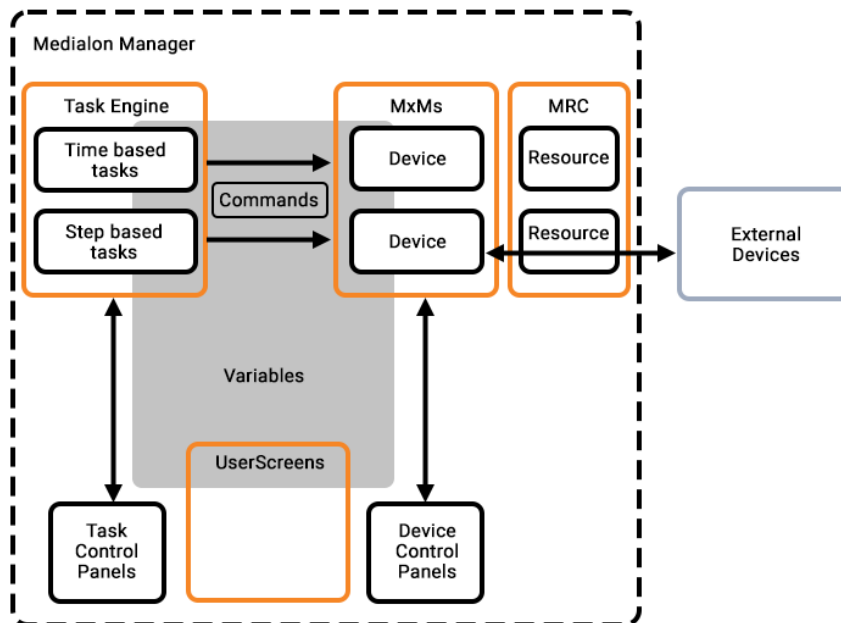 Medialon Manager
Task Engine
MxMs
MRC
Time based
tasks
Device
Resource
Commands
Step based
tasks
Device
Resource
External
Devices
Variables
UserScreens
Task
Control
Panels
Device
Control
Panels